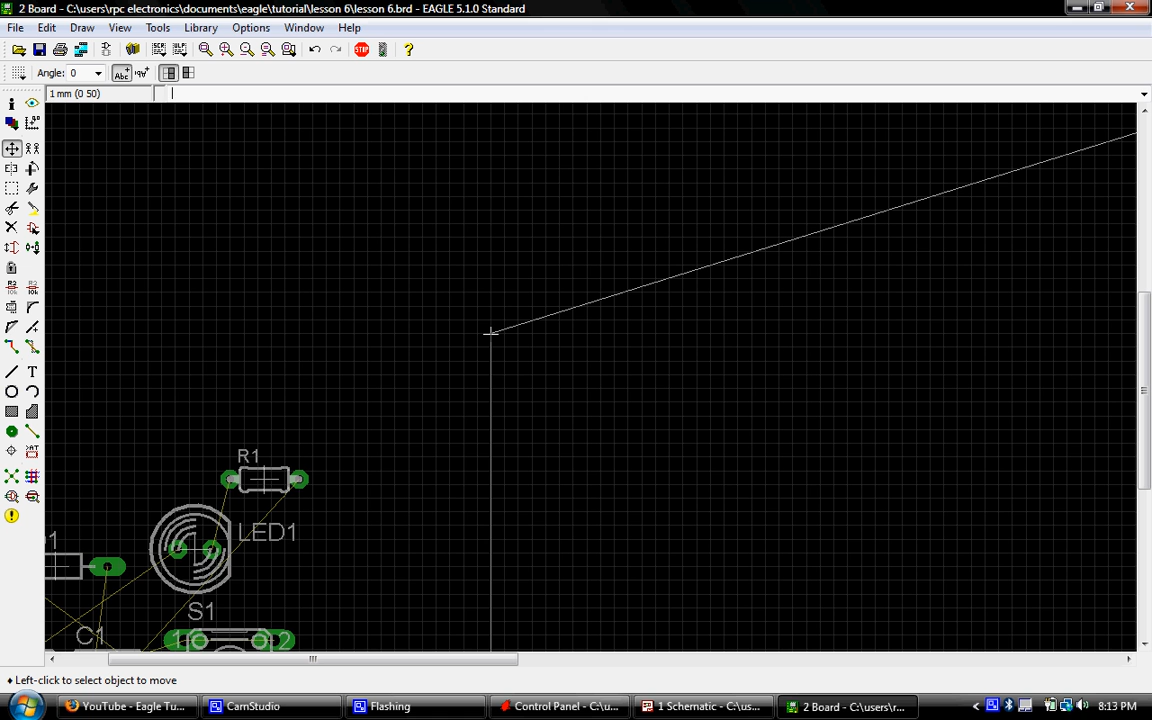 2 Board - C:\users\rpc electronics\documents\eagle\tutorial\lesson 6\lesson 6.brd - EAGLE 5.1.0 Standard
File Edit Draw View Tools Library Options Window Help
Angle: 0
1 mm (0 50)
R1
LED1
1
S1
C1
1 2
Left-click to select object to move
YouTube - Eagle Tu... CamStudio Flashing Control Panel - C:\u... 1 Schematic - C:\us... 2 Board - C:\users\r... 8:13 PM